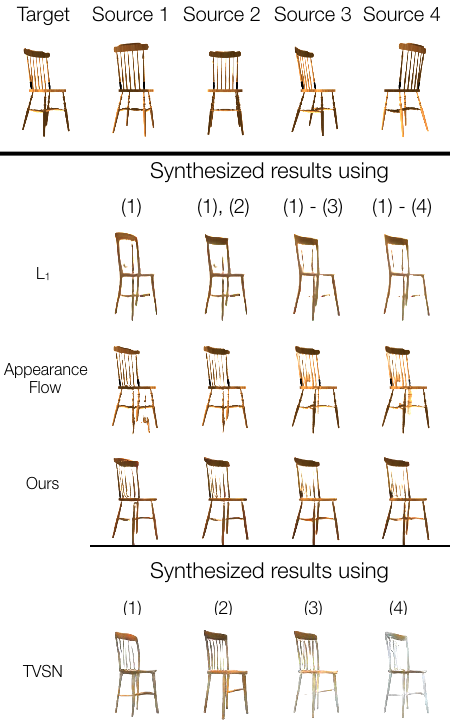 Target Source 1 Source 2 Source 3 Source 4
Synthesized results using
(1) (1), (2) (1) - (3) (1) - (4)
L₁
Appearance
Flow
Ours
Synthesized results using
(1) (2) (3) (4)
TVSN